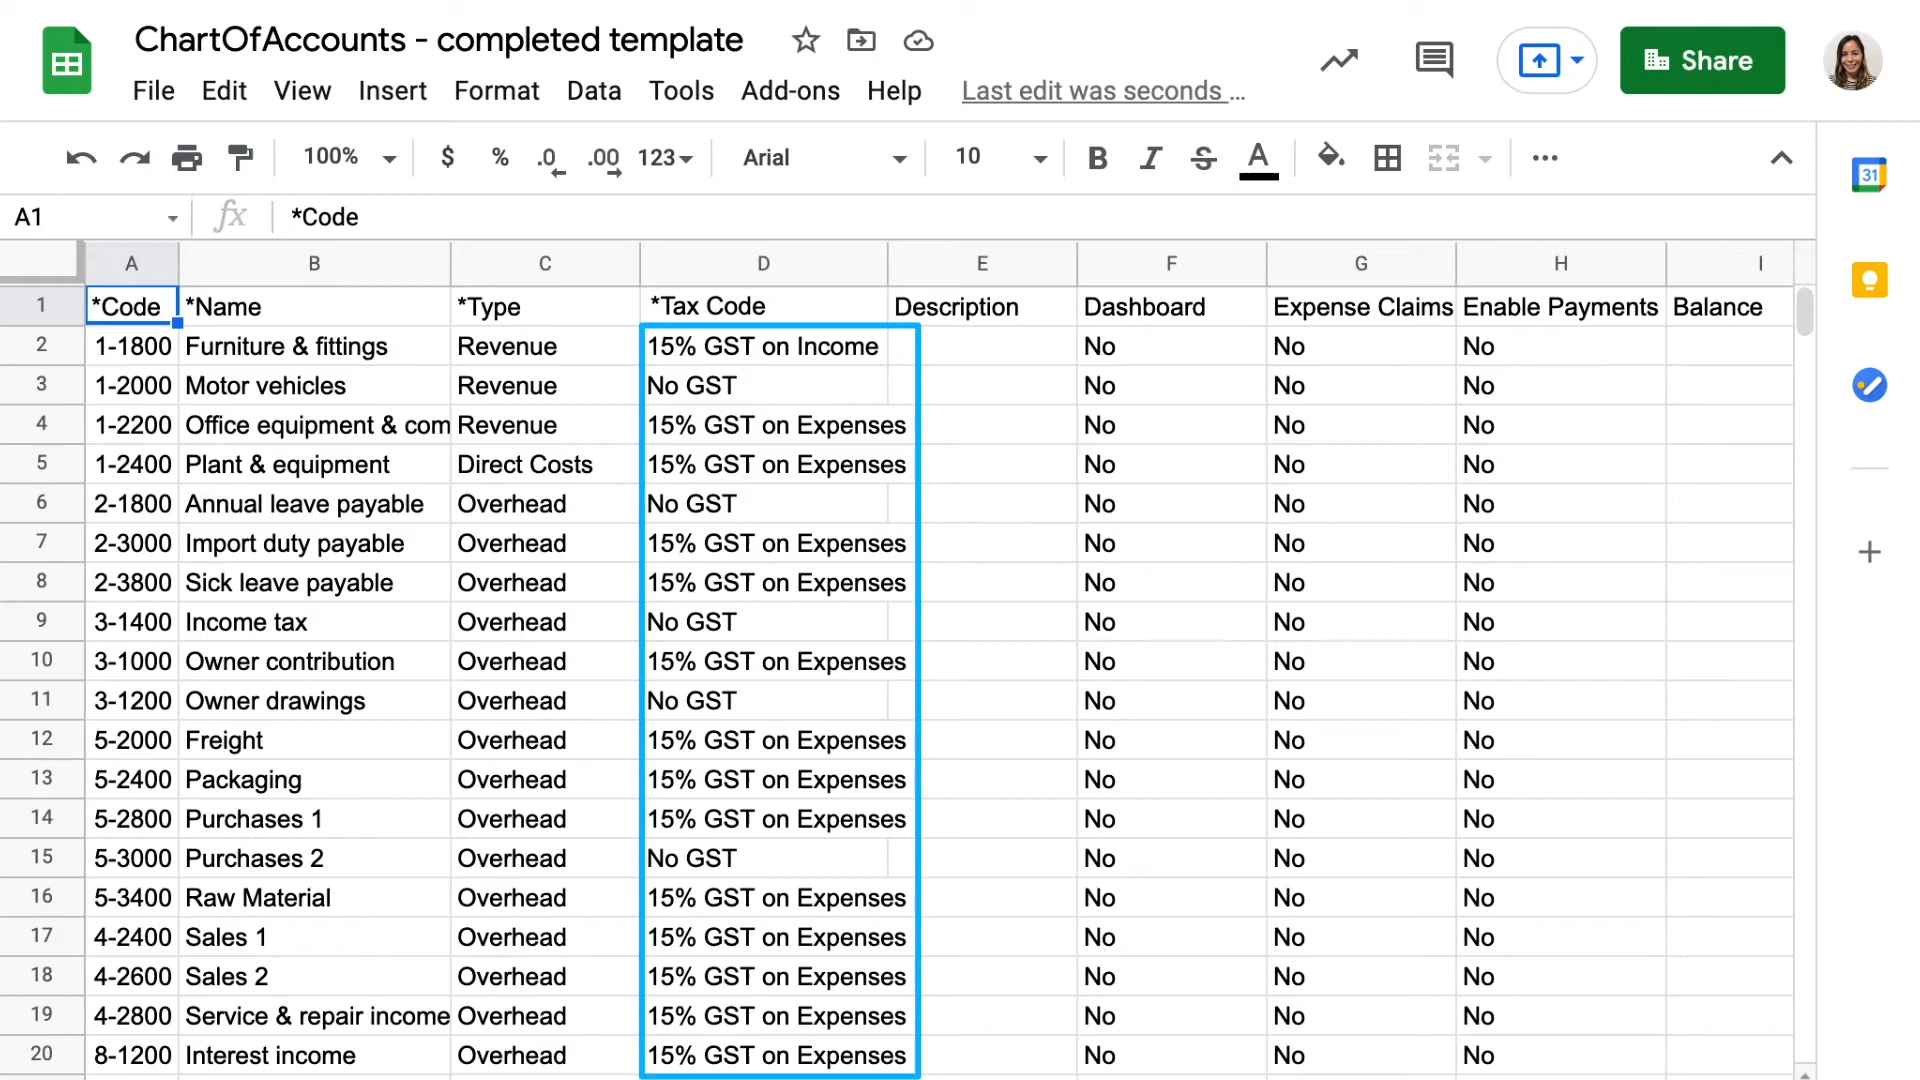 ChartOfAccounts - completed template
Share
File Edit View Insert Format Data Tools Add-ons Help Last edit was seconds ...
100% $ % .0 .00 123 Arial 10 B I S A ...
31
A1 fx *Code
A B C D E F G H I
1 *Code *Name *Type *Tax Code Description Dashboard Expense Claims Enable Payments Balance
2 1-1800 Furniture & fittings Revenue 15% GST on Income No No No
3 1-2000 Motor vehicles Revenue No GST No No No
4 1-2200 Office equipment & com Revenue 15% GST on Expenses No No No
5 1-2400 Plant & equipment Direct Costs 15% GST on Expenses No No No
6 2-1800 Annual leave payable Overhead No GST No No No
7 2-3000 Import duty payable Overhead 15% GST on Expenses No No No
8 2-3800 Sick leave payable Overhead 15% GST on Expenses No No No
9 3-1400 Income tax Overhead No GST No No No
10 3-1000 Owner contribution Overhead 15% GST on Expenses No No No
11 3-1200 Owner drawings Overhead No GST No No No
12 5-2000 Freight Overhead 15% GST on Expenses No No No
13 5-2400 Packaging Overhead 15% GST on Expenses No No No
14 5-2800 Purchases 1 Overhead 15% GST on Expenses No No No
15 5-3000 Purchases 2 Overhead No GST No No No
16 5-3400 Raw Material Overhead 15% GST on Expenses No No No
17 4-2400 Sales 1 Overhead 15% GST on Expenses No No No
18 4-2600 Sales 2 Overhead 15% GST on Expenses No No No
19 4-2800 Service & repair income Overhead 15% GST on Expenses No No No
20 8-1200 Interest income Overhead 15% GST on Expenses No No No